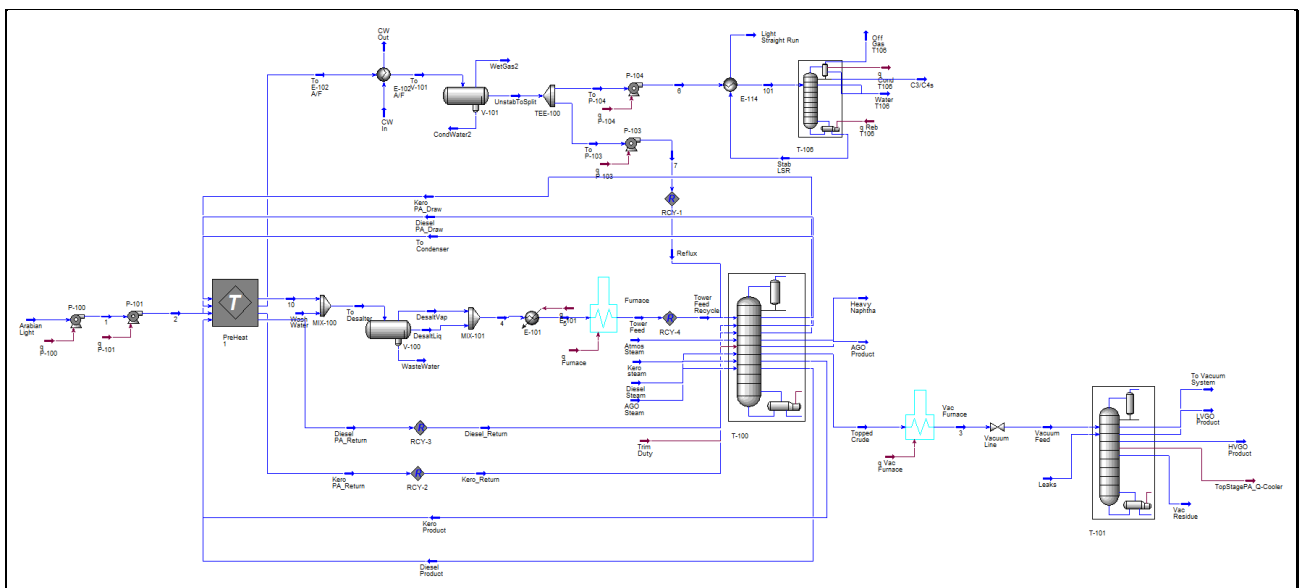 CW
Out
Light
Straight Run
Off
Gas
T106
To
E-102
A/F
E-102
A/F
To
V-101
WetGas2
CW
In
V-101
UnstabToSplit
CondWater2
TEE-100
To
P-104
P-104
q
P-104
6
E-114
101
q
Cond
T106
C3/C4s
Water
T106
q Reb
T106
T-106
To
P-103
P-103
q
P-103
7
Stab
LSR
R
RCY-1
Kero
PA_Draw
Diesel
PA_Draw
To
Condenser
Reflux
Arabian
Light
P-100
q
P-100
1
P-101
q
P-101
2
T
PreHeat
1
10
Wash
Water
MIX-100
To
Desalter
DesaltVap
DesaltLiq
V-100
WasteWater
MIX-101
4
E-101
q
E-101
Furnace
q
Furnace
Tower
Feed
R
RCY-4
Tower
Feed
Recycle
Atmos
Steam
Kero
steam
Diesel
Steam
AGO
Steam
Trim
Duty
T-100
Heavy
Naphtha
AGO
Product
Diesel
PA_Return
R
RCY-3
Diesel_Return
Kero
PA_Return
R
RCY-2
Kero_Return
Kero
Product
Diesel
Product
Topped
Crude
Vac
Furnace
q Vac
Furnace
3
Vacuum
Line
Vacuum
Feed
Leaks
To Vacuum
System
LVGO
Product
HVGO
Product
TopStagePA_Q-Cooler
Vac
Residue
T-101